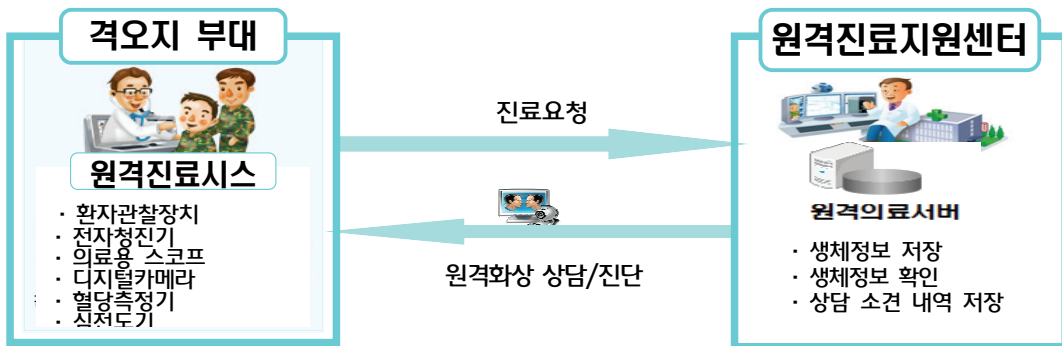 격오지 부대
원격진료시스
· 환자관찰장치
· 전자청진기
· 의료용 스코프
· 디지털카메라
· 혈당측정기
· 심전도기
진료요청
원격화상 상담/진단
원격진료지원센터
원격의료서버
· 생체정보 저장
· 생체정보 확인
· 상담 소견 내역 저장